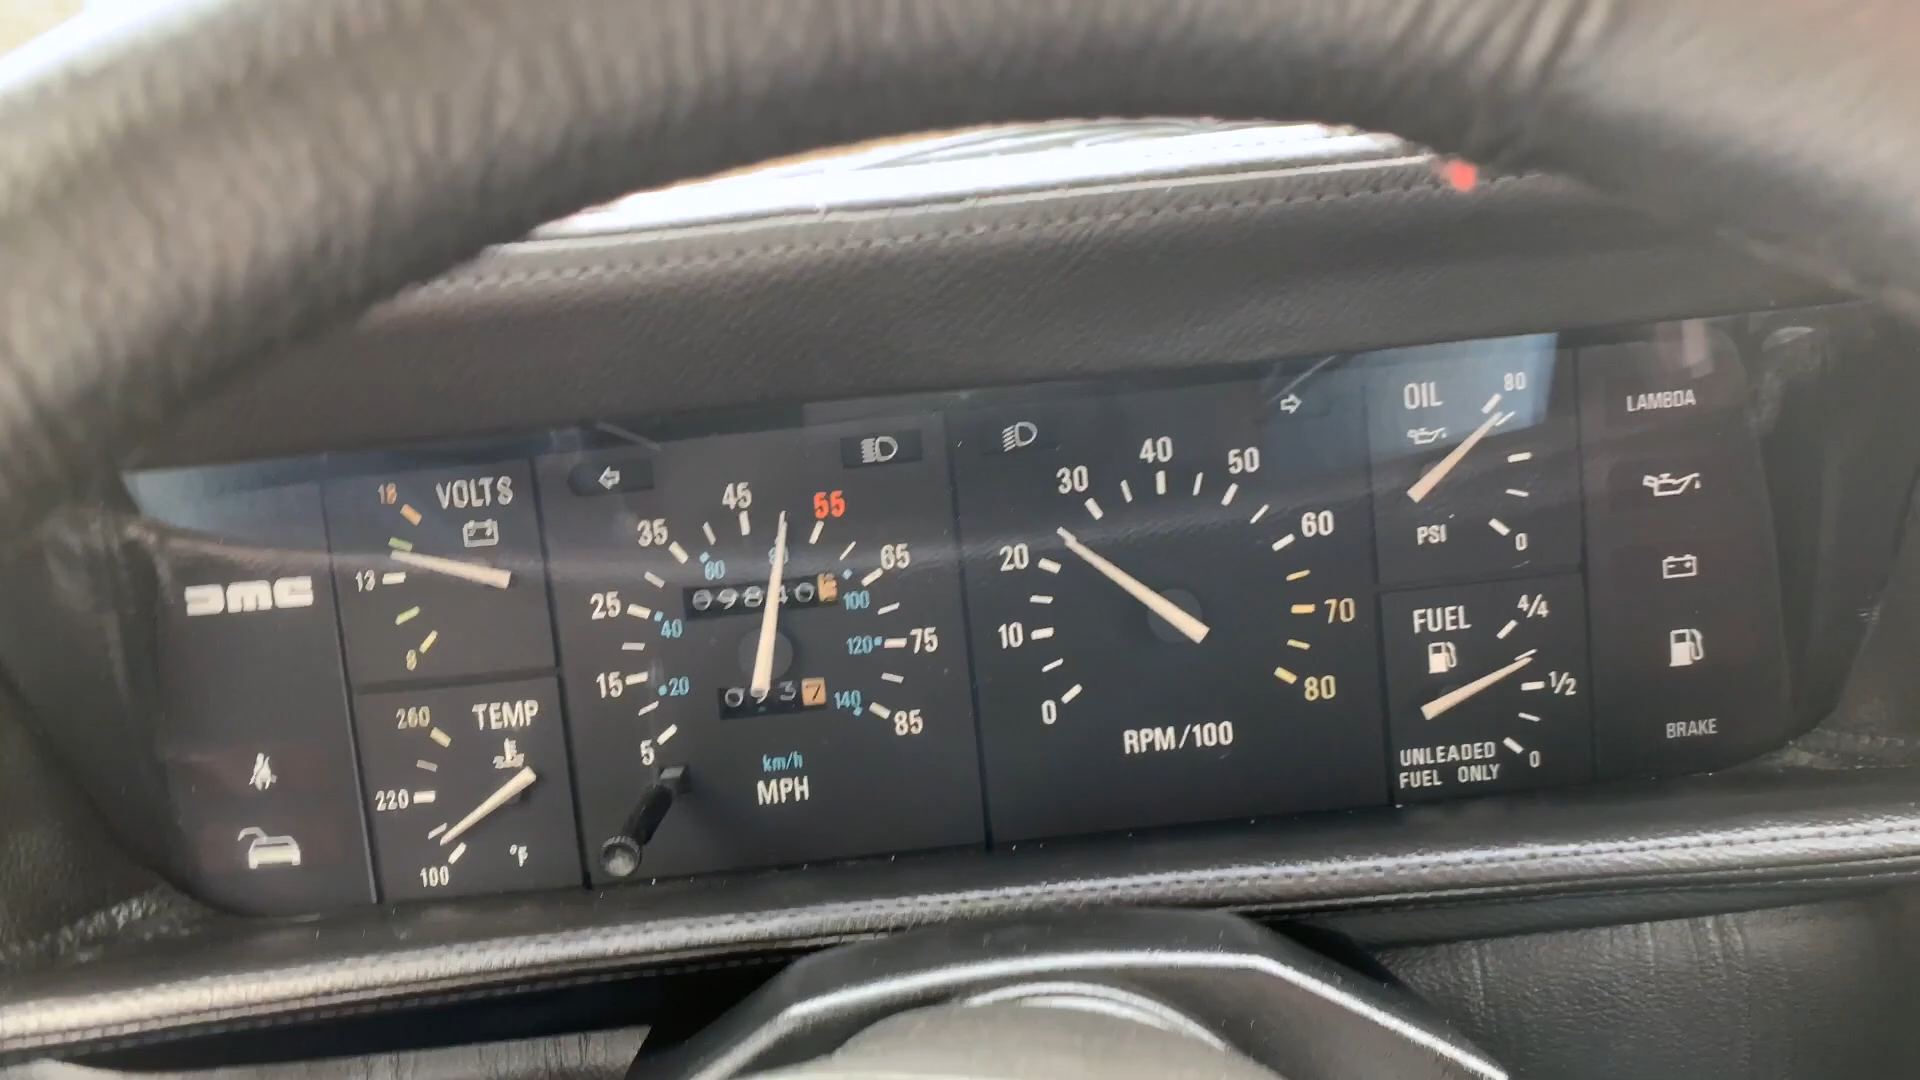 DMC
18 VOLTS
13
8
260 TEMP
220
100 °F
45 55
35 65
60 80
25 100
40
120 75
15 20 140 85
5
km/h
MPH
40
30 50
20 60
10 70
0 80
RPM/100
OIL 80
PSI 0
FUEL 4/4
1/2
UNLEADED
FUEL ONLY 0
LAMBDA
BRAKE